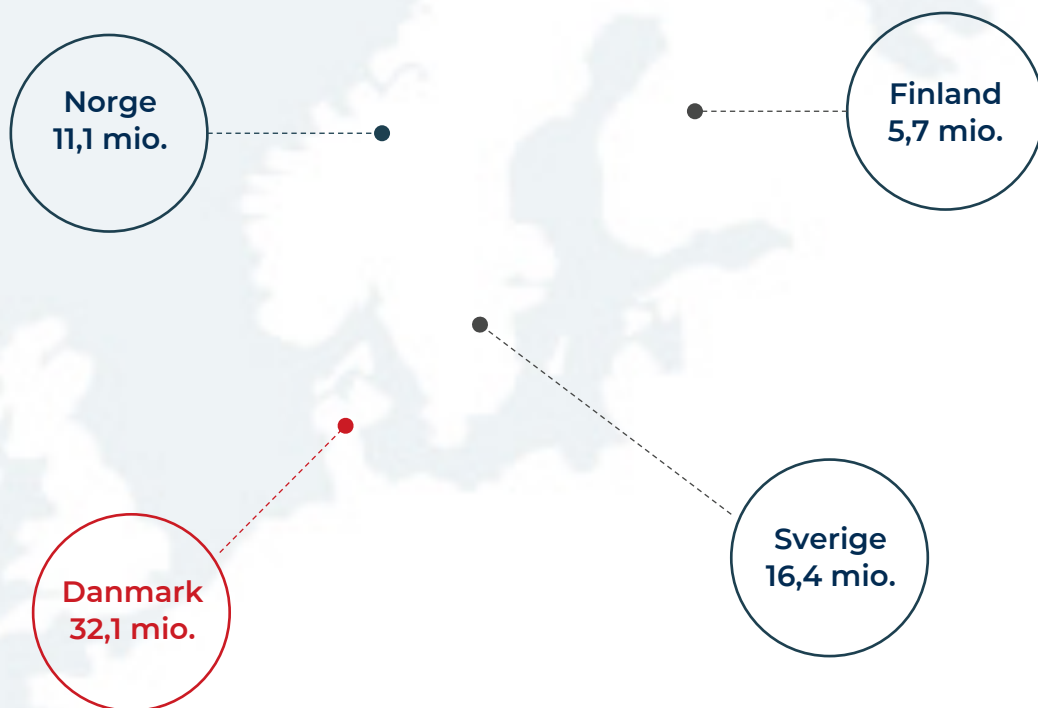 Norge
11,1 mio.
Finland
5,7 mio.
Sverige
16,4 mio.
Danmark
32,1 mio.